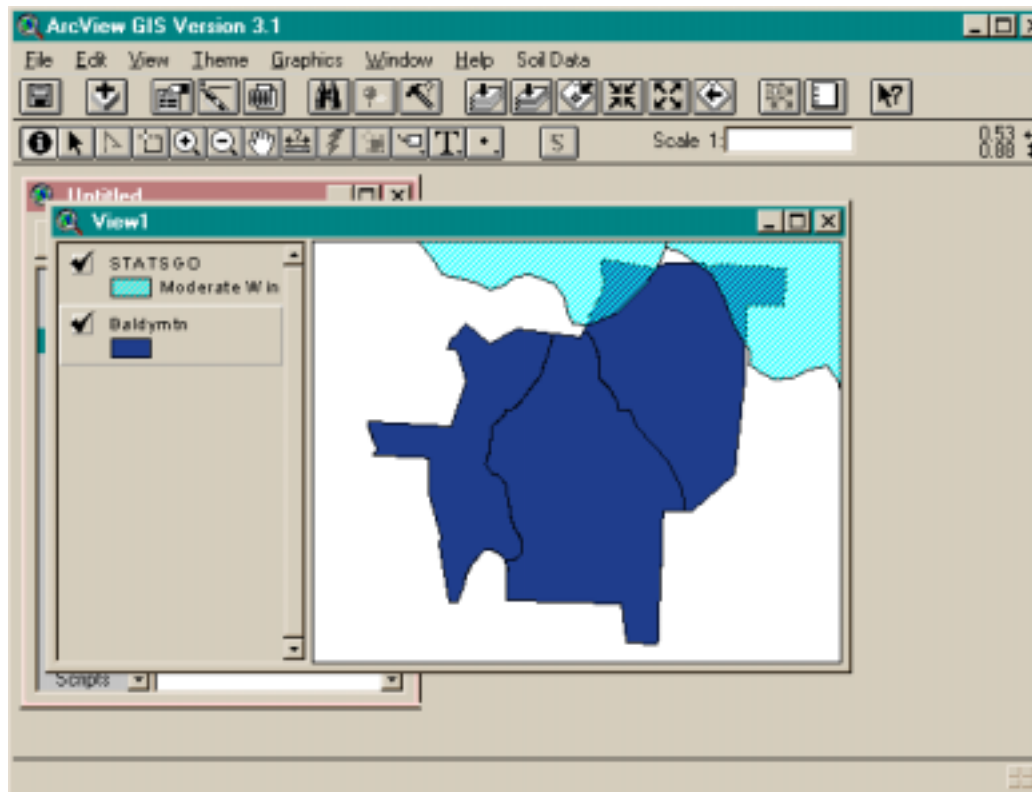 ArcView GIS Version 3.1
File Edit View Theme Graphics Window Help Soil Data
T S Scale 1: 0.53
0.88
Untitled
View1
STATSGO
Moderate Win
Baldymtn
Scripts